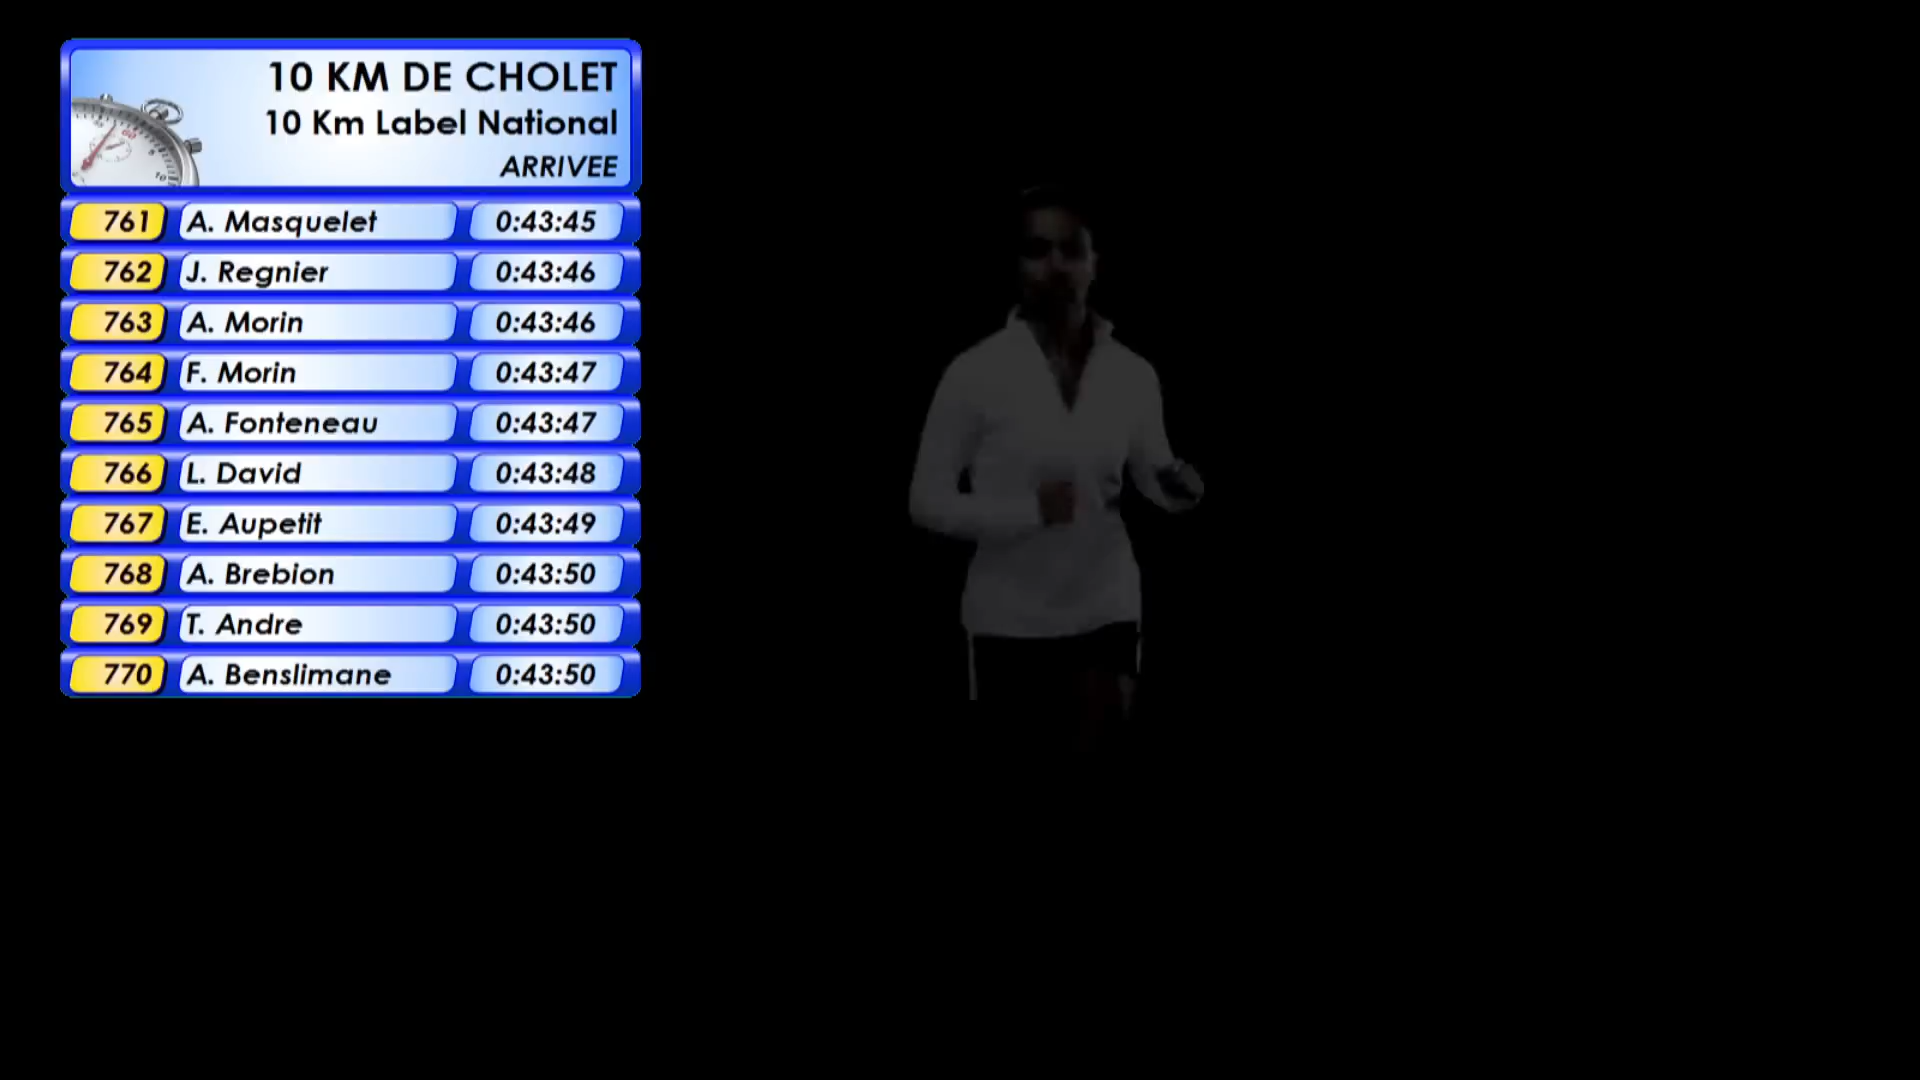 10 KM DE CHOLET
10 Km Label National
ARRIVEE
761 A. Masquelet 0:43:45
762 J. Regnier 0:43:46
763 A. Morin 0:43:46
764 F. Morin 0:43:47
765 A. Fonteneau 0:43:47
766 L. David 0:43:48
767 E. Aupetit 0:43:49
768 A. Brebion 0:43:50
769 T. Andre 0:43:50
770 A. Benslimane 0:43:50